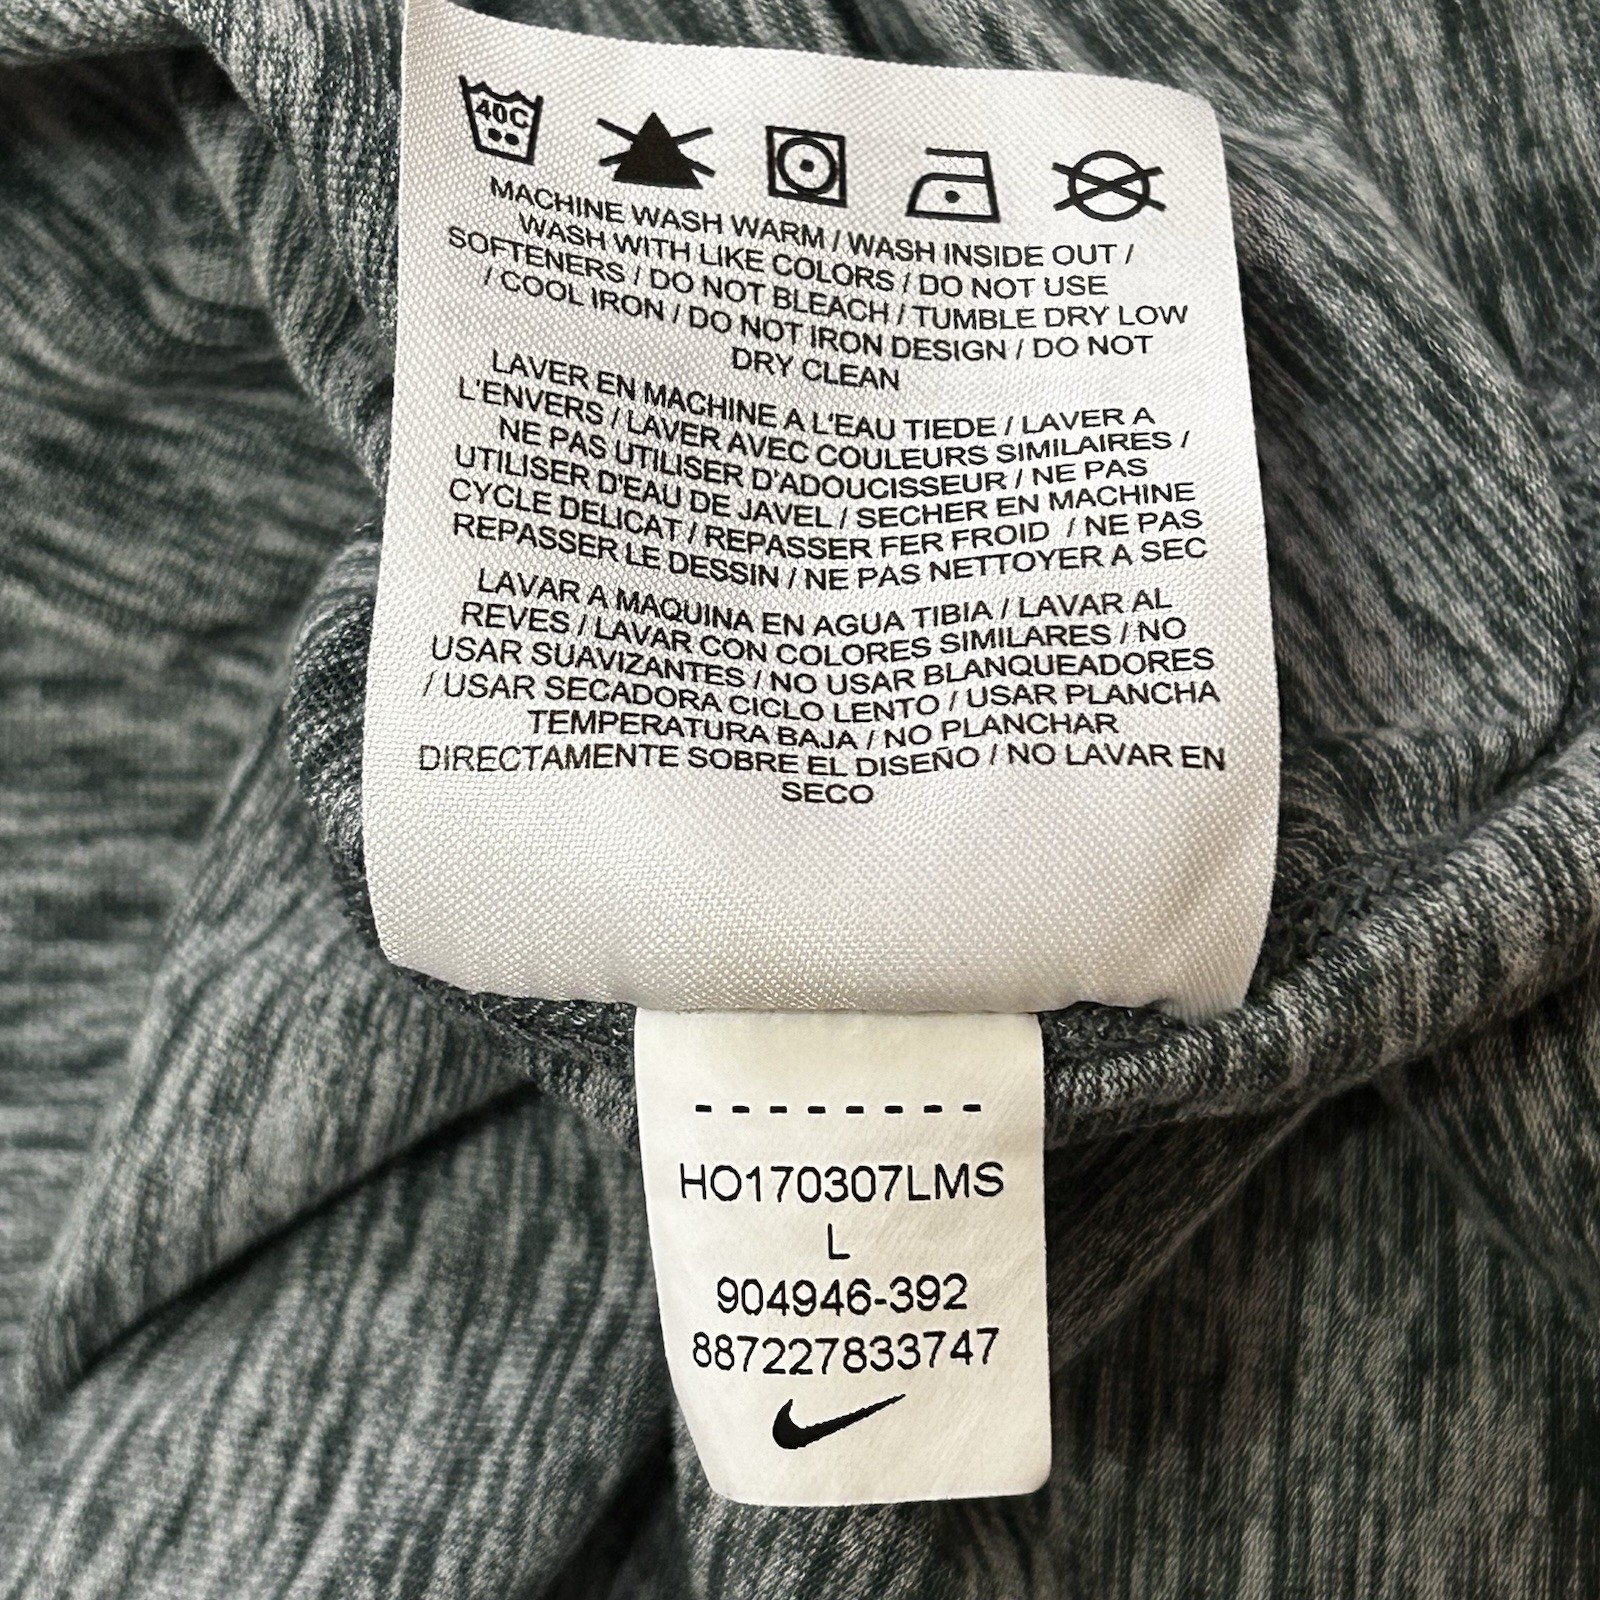 40C
MACHINE WASH WARM / WASH INSIDE OUT /
WASH WITH LIKE COLORS / DO NOT USE
SOFTENERS / DO NOT BLEACH / TUMBLE DRY LOW
/ COOL IRON / DO NOT IRON DESIGN / DO NOT
DRY CLEAN
LAVER EN MACHINE A L'EAU TIEDE / LAVER A
L'ENVERS / LAVER AVEC COULEURS SIMILAIRES /
NE PAS UTILISER D'ADOUCISSEUR / NE PAS
UTILISER D'EAU DE JAVEL / SECHER EN MACHINE
CYCLE DELICAT / REPASSER FER FROID / NE PAS
REPASSER LE DESSIN / NE PAS NETTOYER A SEC
LAVAR A MAQUINA EN AGUA TIBIA / LAVAR AL
REVES / LAVAR CON COLORES SIMILARES / NO
USAR SUAVIZANTES / NO USAR BLANQUEADORES
/ USAR SECADORA CICLO LENTO / USAR PLANCHA
TEMPERATURA BAJA / NO PLANCHAR
DIRECTAMENTE SOBRE EL DISEÑO / NO LAVAR EN
SECO
--------
HO170307LMS
L
904946-392
887227833747